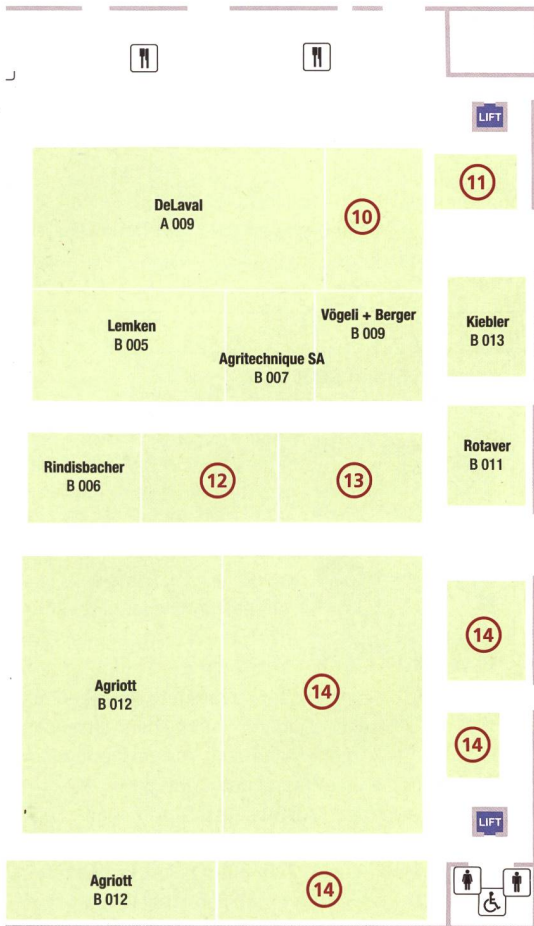 LIFT
11
DeLaval
A 009
10
Lemken
B 005
Agritechnique SA
B 007
Vögeli + Berger
B 009
Kiebler
B 013
Rindisbacher
B 006
12
13
Rotaver
B 011
Agriott
B 012
14
14
14
LIFT
Agriott
B 012
14